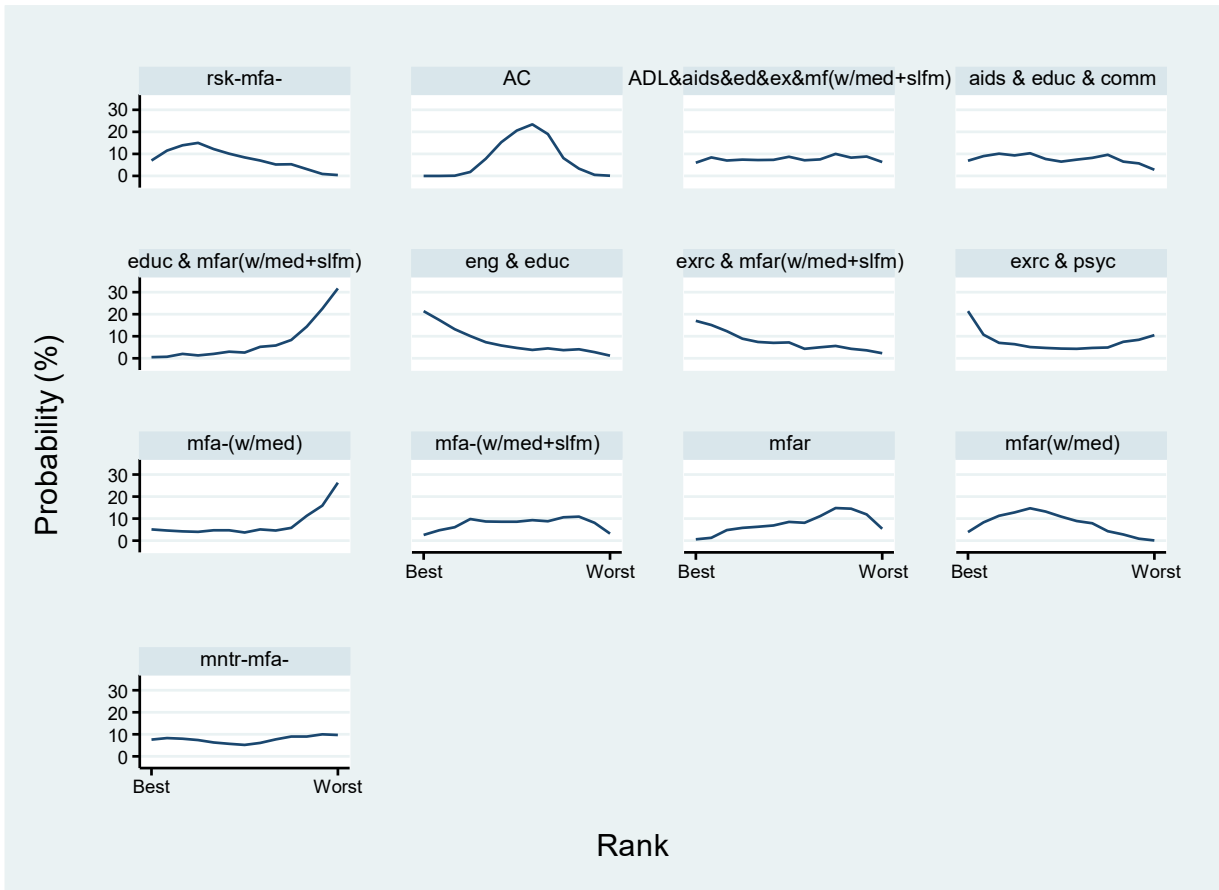 rsk-mfa-
AC
ADL&aids&ed&ex&mf(w/med+slfm)
aids & educ & comm
30
20
10
0
educ & mfar(w/med+slfm)
eng & educ
exrc & mfar(w/med+slfm)
exrc & psyc
30
20
10
0
mfa-(w/med)
mfa-(w/med+slfm)
mfar
mfar(w/med)
30
20
10
0
Best Worst
Best Worst
Best Worst
mntr-mfa-
30
20
10
0
Best Worst
Probability (%)
Rank